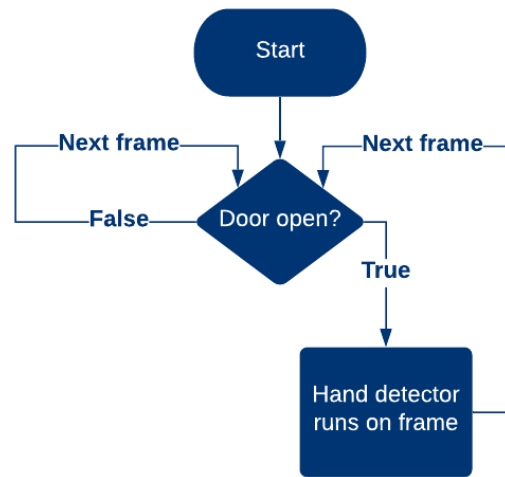 Start
Next frame
Next frame
Door open?
False
True
Hand detector
runs on frame